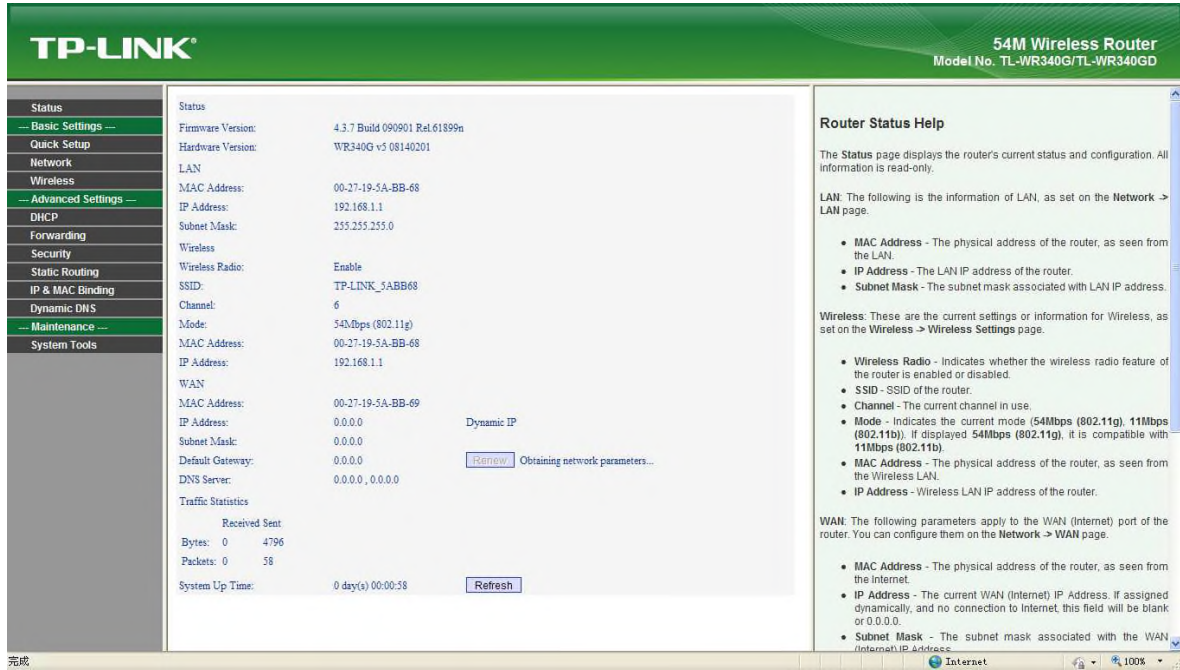 TP-LINK®
54M Wireless Router
Model No. TL-WR340G/TL-WR340GD
Status
--- Basic Settings ---
Quick Setup
Network
Wireless
--- Advanced Settings ---
DHCP
Forwarding
Security
Static Routing
IP & MAC Binding
Dynamic DNS
--- Maintenance ---
System Tools
Status
Firmware Version: 4.3.7 Build 090901 Rel.61899n
Hardware Version: WR340G v5 08140201
LAN
MAC Address: 00-27-19-5A-BB-68
IP Address: 192.168.1.1
Subnet Mask: 255.255.255.0
Wireless
Wireless Radio: Enable
SSID: TP-LINK_5ABB68
Channel: 6
Mode: 54Mbps (802.11g)
MAC Address: 00-27-19-5A-BB-68
IP Address: 192.168.1.1
WAN
MAC Address: 00-27-19-5A-BB-69
IP Address: 0.0.0.0 Dynamic IP
Subnet Mask: 0.0.0.0
Default Gateway: 0.0.0.0 Renew Obtaining network parameters...
DNS Server: 0.0.0.0 , 0.0.0.0
Traffic Statistics
Received Sent
Bytes: 0 4796
Packets: 0 58
System Up Time: 0 day(s) 00:00:58 Refresh
Router Status Help
The Status page displays the router's current status and configuration. All
information is read-only.
LAN: The following is the information of LAN, as set on the Network ->
LAN page.
• MAC Address - The physical address of the router, as seen from
the LAN.
• IP Address - The LAN IP address of the router.
• Subnet Mask - The subnet mask associated with LAN IP address.
Wireless: These are the current settings or information for Wireless, as
set on the Wireless -> Wireless Settings page.
• Wireless Radio - Indicates whether the wireless radio feature of
the router is enabled or disabled.
• SSID - SSID of the router.
• Channel - The current channel in use.
• Mode - Indicates the current mode (54Mbps (802.11g), 11Mbps
(802.11b)). If displayed 54Mbps (802.11g), it is compatible with
11Mbps (802.11b).
• MAC Address - The physical address of the router, as seen from
the Wireless LAN.
• IP Address - Wireless LAN IP address of the router.
WAN: The following parameters apply to the WAN (Internet) port of the
router. You can configure them on the Network -> WAN page.
• MAC Address - The physical address of the router, as seen from
the Internet.
• IP Address - The current WAN (Internet) IP Address. If assigned
dynamically, and no connection to Internet, this field will be blank
or 0.0.0.0.
• Subnet Mask - The subnet mask associated with the WAN
(Internet) IP Address
完成
Internet
100%